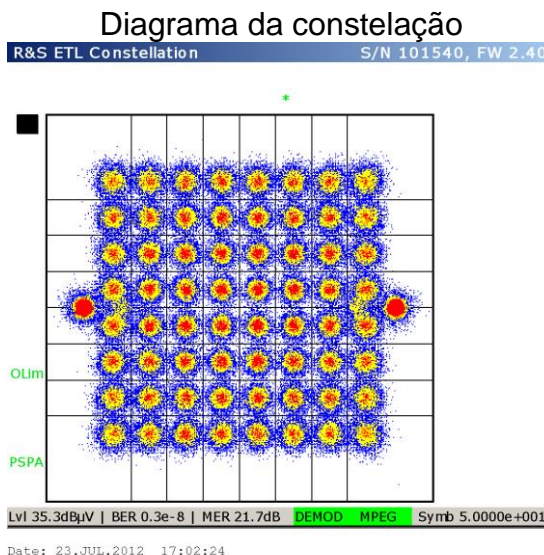 Diagrama da constelação
R&S ETL Constellation S/N 101540, FW 2.40
*
OLim
PSPA
Lvl 35.3dBµV | BER 0.3e-8 | MER 21.7dB DEMOD MPEG Symb 5.0000e+001
Date: 23.JUL.2012 17:02:24